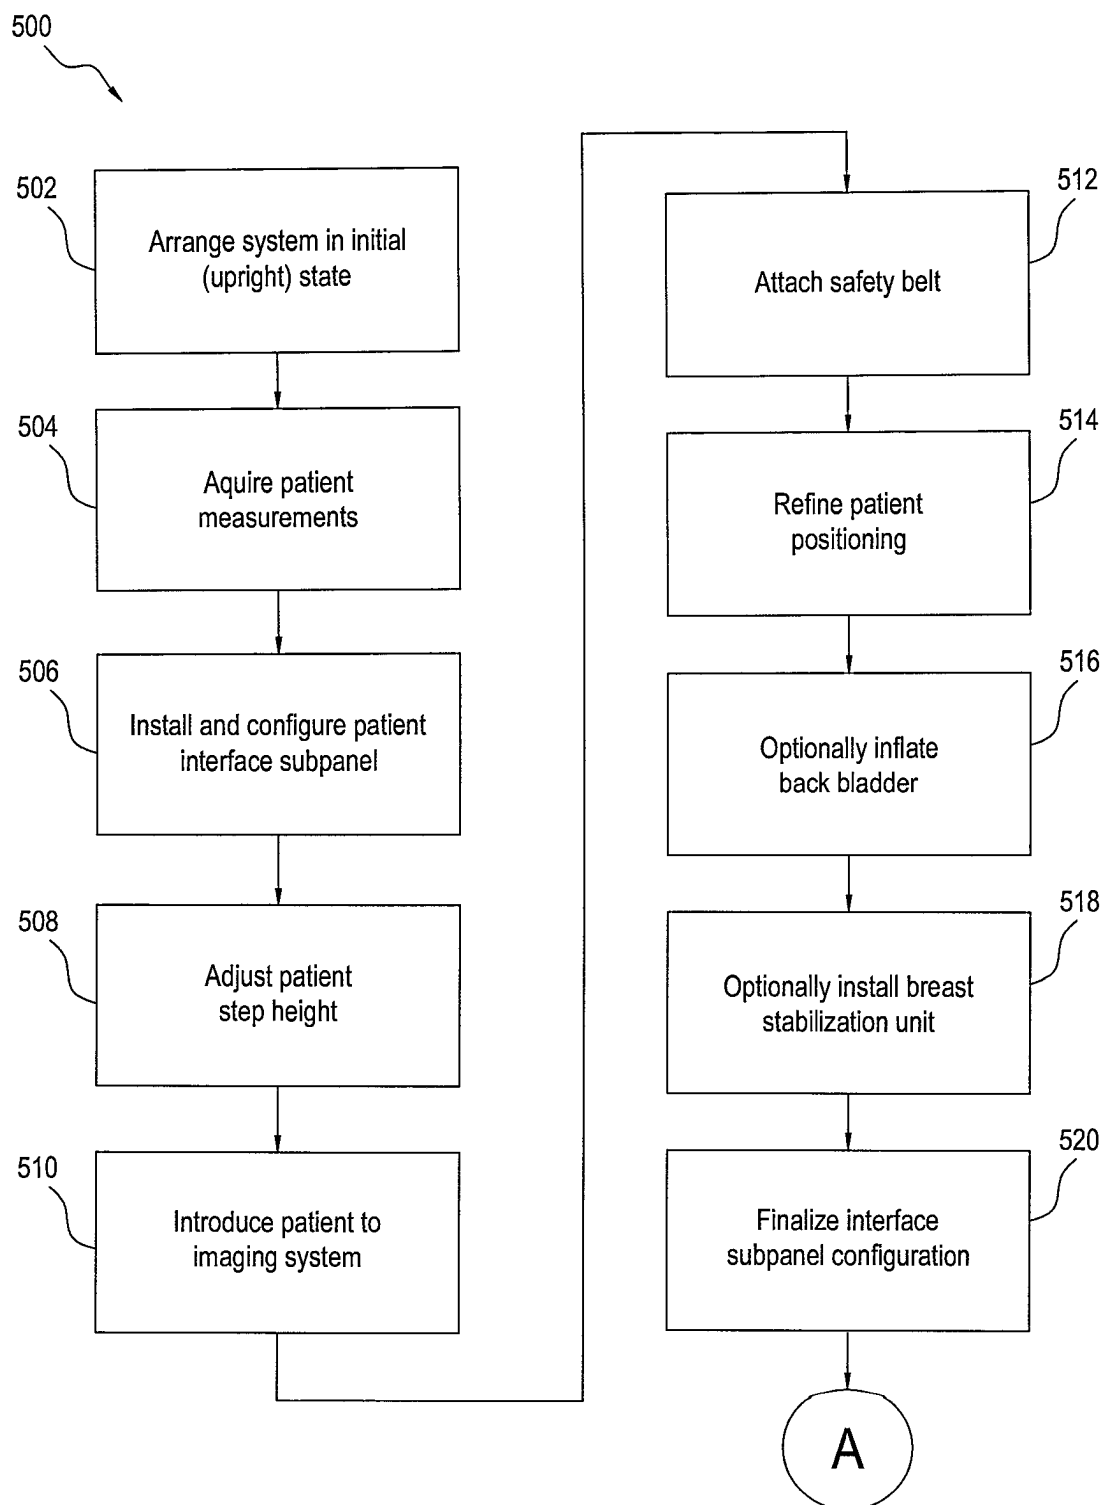 500
502
Arrange system in initial
(upright) state
504
Aquire patient
measurements
506
Install and configure patient
interface subpanel
508
Adjust patient
step height
510
Introduce patient to
imaging system
512
Attach safety belt
514
Refine patient
positioning
516
Optionally inflate
back bladder
518
Optionally install breast
stabilization unit
520
Finalize interface
subpanel configuration
A